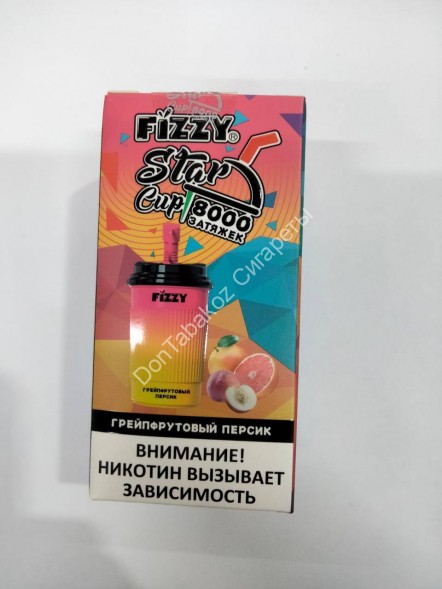 FIZZY®
Star
Cup 8000
ЗАТЯЖЕК
FIZZY
ГРЕЙПФРУТОВЫЙ
ПЕРСИК
ГРЕЙПФРУТОВЫЙ ПЕРСИК
ВНИМАНИЕ!
НИКОТИН ВЫЗЫВАЕТ
ЗАВИСИМОСТЬ
DonTabakoz Сигареты